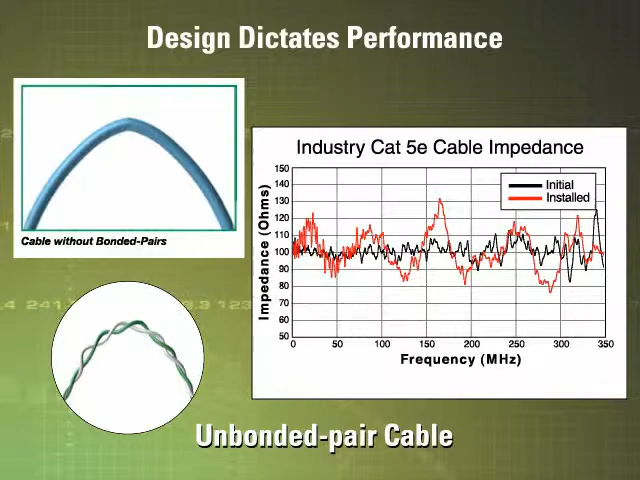 Design Dictates Performance
Cable without Bonded-Pairs
Industry Cat 5e Cable Impedance
Impedance (Ohms)
150
140
130
120
110
100
90
80
70
60
50
Initial
Installed
0 50 100 150 200 250 300 350
Frequency (MHz)
Unbonded-pair Cable